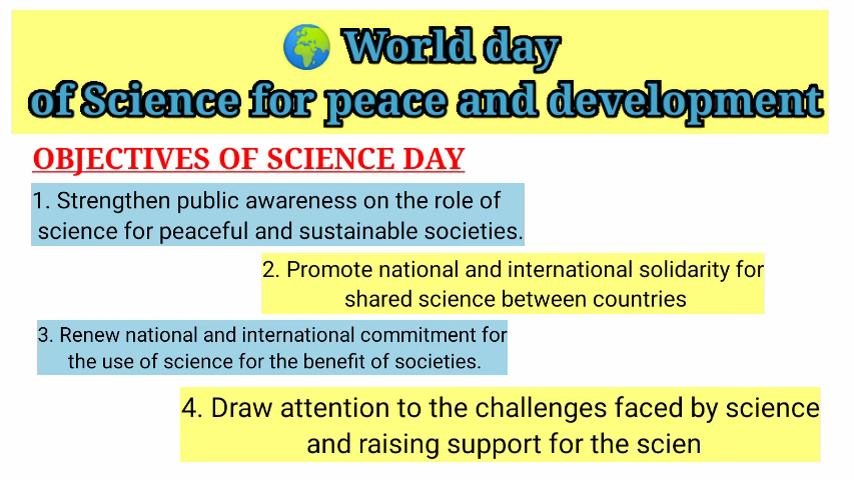 World day
of Science for peace and development
OBJECTIVES OF SCIENCE DAY
1. Strengthen public awareness on the role of
science for peaceful and sustainable societies.
2. Promote national and international solidarity for
shared science between countries
3. Renew national and international commitment for
the use of science for the benefit of societies.
4. Draw attention to the challenges faced by science
and raising support for the scien